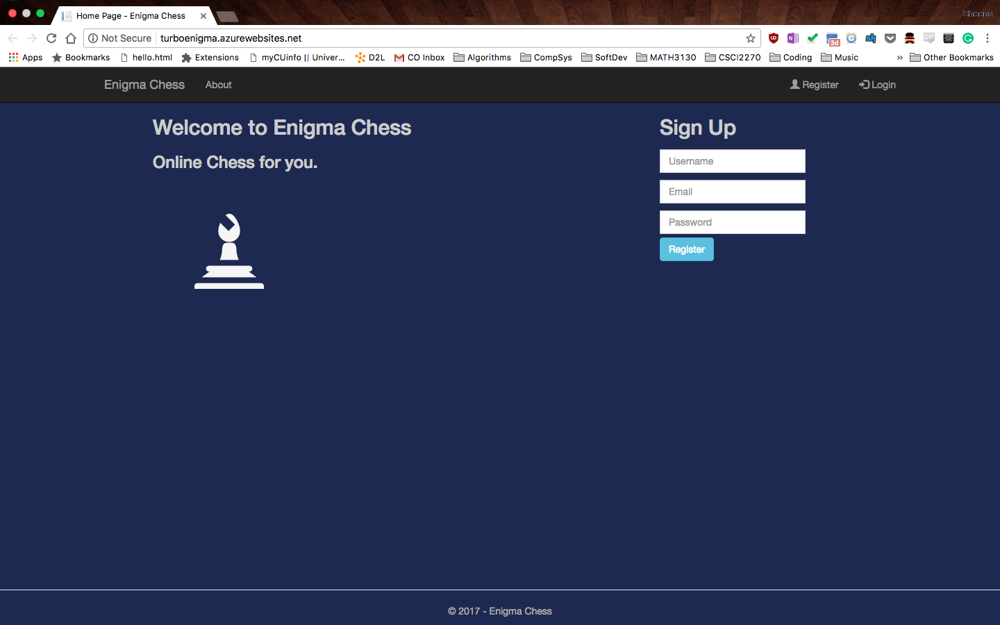 Home Page - Enigma Chess
Sheena
Not Secure
turboenigma.azurewebsites.net
3d
Apps Bookmarks hello.html Extensions myCUinfo || Univer... D2L CO Inbox Algorithms CompSys SoftDev MATH3130 CSCI2270 Coding Music » Other Bookmarks
Enigma Chess About Register Login
Welcome to Enigma Chess
Online Chess for you.
Sign Up
Username
Email
Password
Register
© 2017 - Enigma Chess